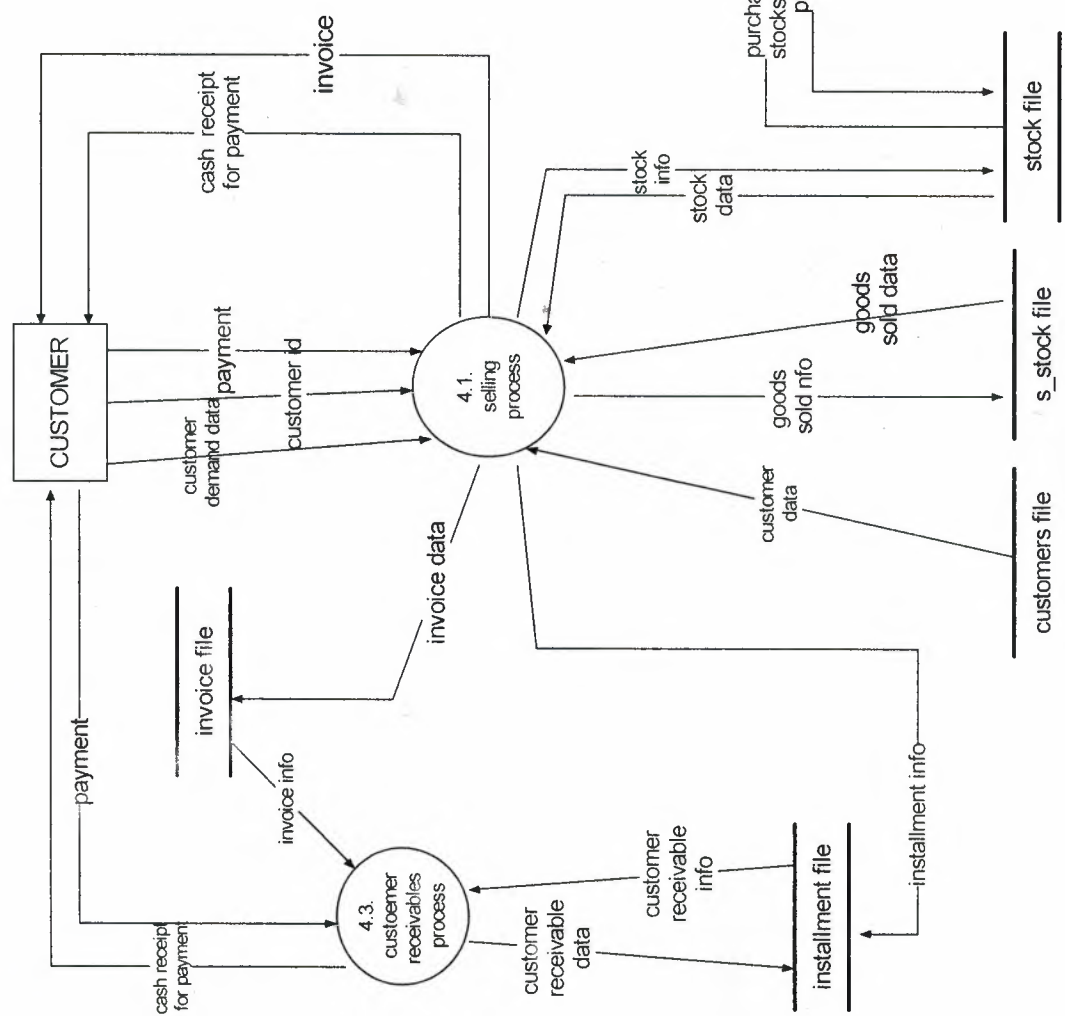 invoice
cash receipt
for payment
CUSTOMER
payment
customer id
customer
demand data
4.1.
selling
process
stock
info
stock
data
stocks
stock file
goods
sold data
goods
sold nfo
s_stock file
customer
data
customers file
invoice data
invoice file
invoice info
payment
cash receipt
for payment
4.3.
custoemer
receivables
process
customer
receivable
info
customer
receivable
data
installment file
installment info